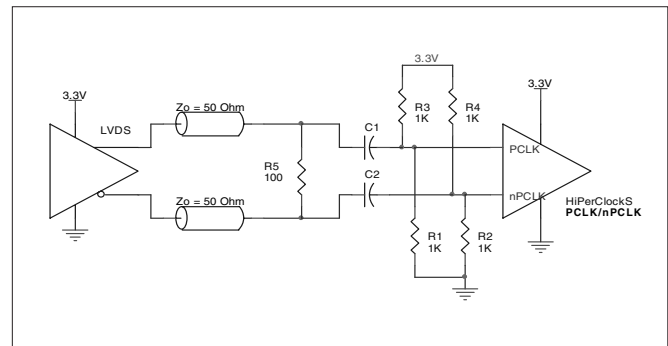 3.3V
3.3V
3.3V
Zo = 50 Ohm
LVDS
R3
1K
R4
1K
C1
PCLK
R5
100
C2
nPCLK
Zo = 50 Ohm
HiPerClockS
PCLK/nPCLK
R1
1K
R2
1K